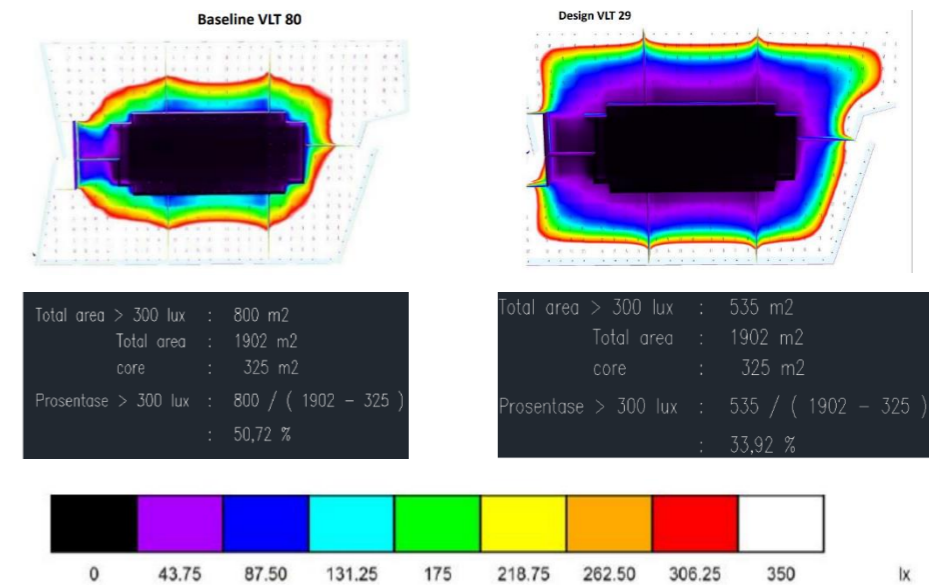 Baseline VLT 80
Design VLT 29
Total area > 300 lux : 800 m2
Total area : 1902 m2
core : 325 m2
Prosentase > 300 lux : 800 / ( 1902 - 325 )
: 50,72 %
Total area > 300 lux : 535 m2
Total area : 1902 m2
core : 325 m2
Prosentase > 300 lux : 535 / ( 1902 - 325 )
: 33,92 %
0 43.75 87.50 131.25 175 218.75 262.50 306.25 350 lx